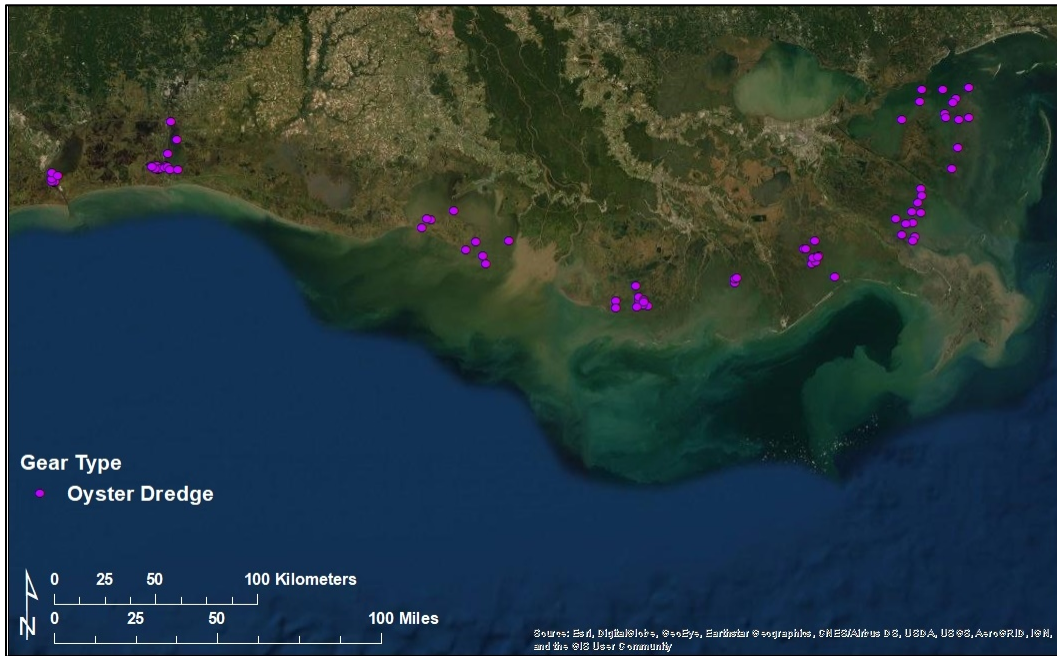 Gear Type
Oyster Dredge
0 25 50 100 Kilometers
0 25 50 100 Miles
N
Source: Esri, DigitalGlobe, GeoEye, Earthstar Geographics, CNES/Airbus DS, USDA, USGS, AeroGRID, IGN,
and the GIS User Community